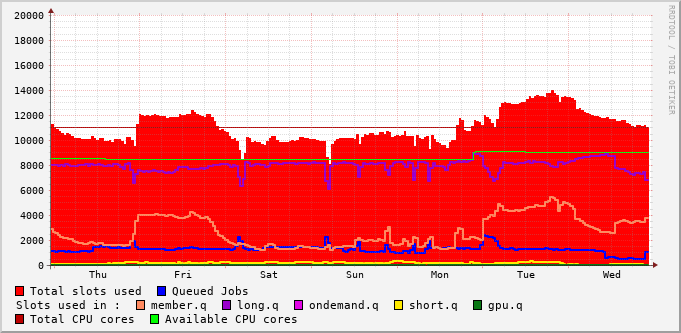 20000
18000
16000
14000
12000
10000
8000
6000
4000
2000
0
Thu Fri Sat Sun Mon Tue Wed
RRDTOOL / TOBI OETIKER
Total slots used Queued Jobs
Slots used in : member.q long.q ondemand.q short.q gpu.q
Total CPU cores Available CPU cores